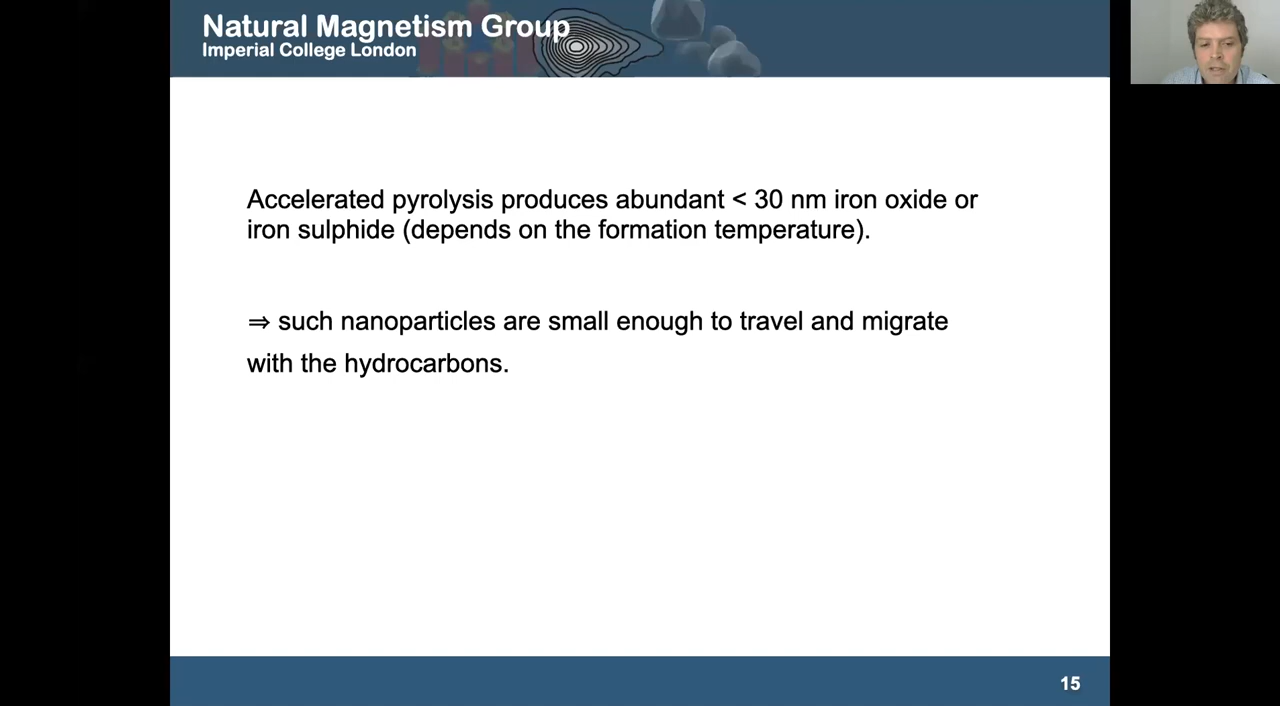 Natural Magnetism Group
Imperial College London
Accelerated pyrolysis produces abundant < 30 nm iron oxide or
iron sulphide (depends on the formation temperature).
⇒ such nanoparticles are small enough to travel and migrate
with the hydrocarbons.
15